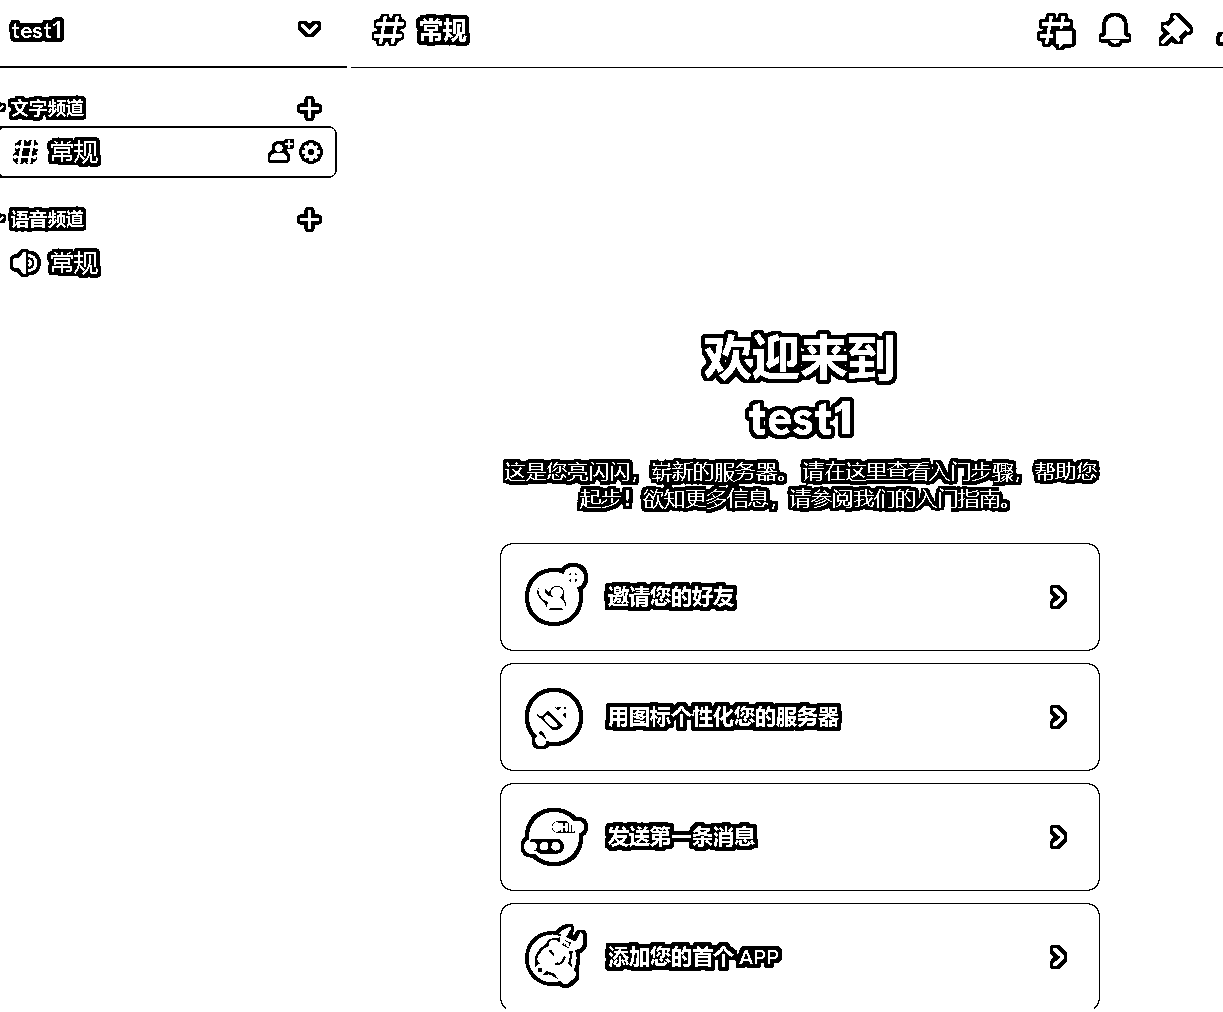 test1
常规
文字频道
常规
语音频道
常规
欢迎来到
test1
这是您亮闪闪，崭新的服务器。请在这里查看入门步骤，帮助您
起步！欲知更多信息，请参阅我们的入门指南。
邀请您的好友
用图标个性化您的服务器
发送第一条消息
添加您的首个 APP